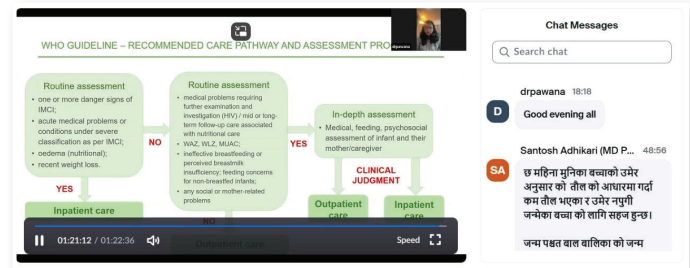 WHO GUIDELINE – RECOMMENDED CARE PATHWAY AND ASSESSMENT PRO
drpawana
Routine assessment
• one or more danger signs of
IMCI;
• acute medical problems or
conditions under severe
classification as per IMCI;
• oedema (nutritional);
• recent weight loss.
NO
YES
Inpatient care
Routine assessment
• medical problems requiring
further examination and
investigation (HIV) / mid or long-
term follow-up care associated
with nutritional care
• WAZ, WLZ, MUAC;
• ineffective breastfeeding or
perceived breastmilk
insufficiency; feeding concerns
for non-breastfed infants;
• any social or mother-related
problems
YES
NO
Outpatient care
In-depth assessment
• Medical, feeding, psychosocial
assessment of infant and their
mother/caregiver
CLINICAL
JUDGMENT
Outpatient
care
Inpatient
care
01:21:12 / 01:22:36
Speed
Chat Messages
Search chat
drpawana 18:18
D
Good evening all
Santosh Adhikari (MD P... 48:56
SA
छ महिना मुनिका बच्चाको उमेर
अनुसार को तौल को आधारमा गर्दा
कम तौल भएका र उमेर नपुगी
जन्मेका बच्चा को लागि सहज हुन्छ।
जन्म पश्चत बाल बालिका को जन्म